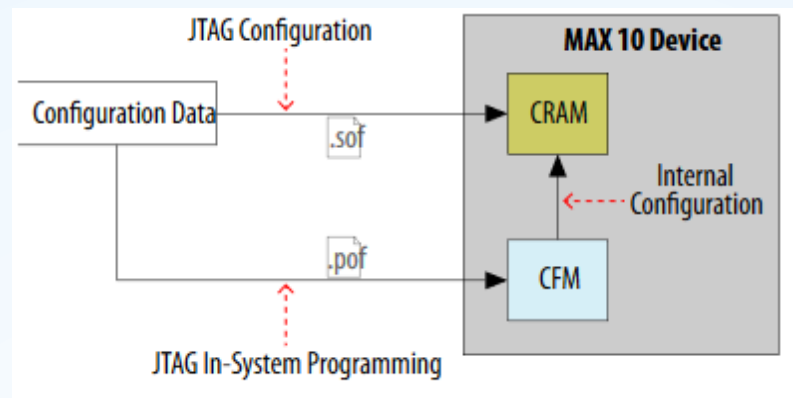 JTAG Configuration
MAX 10 Device
Configuration Data
CRAM
.sof
Internal
Configuration
.pof
CFM
JTAG In-System Programming